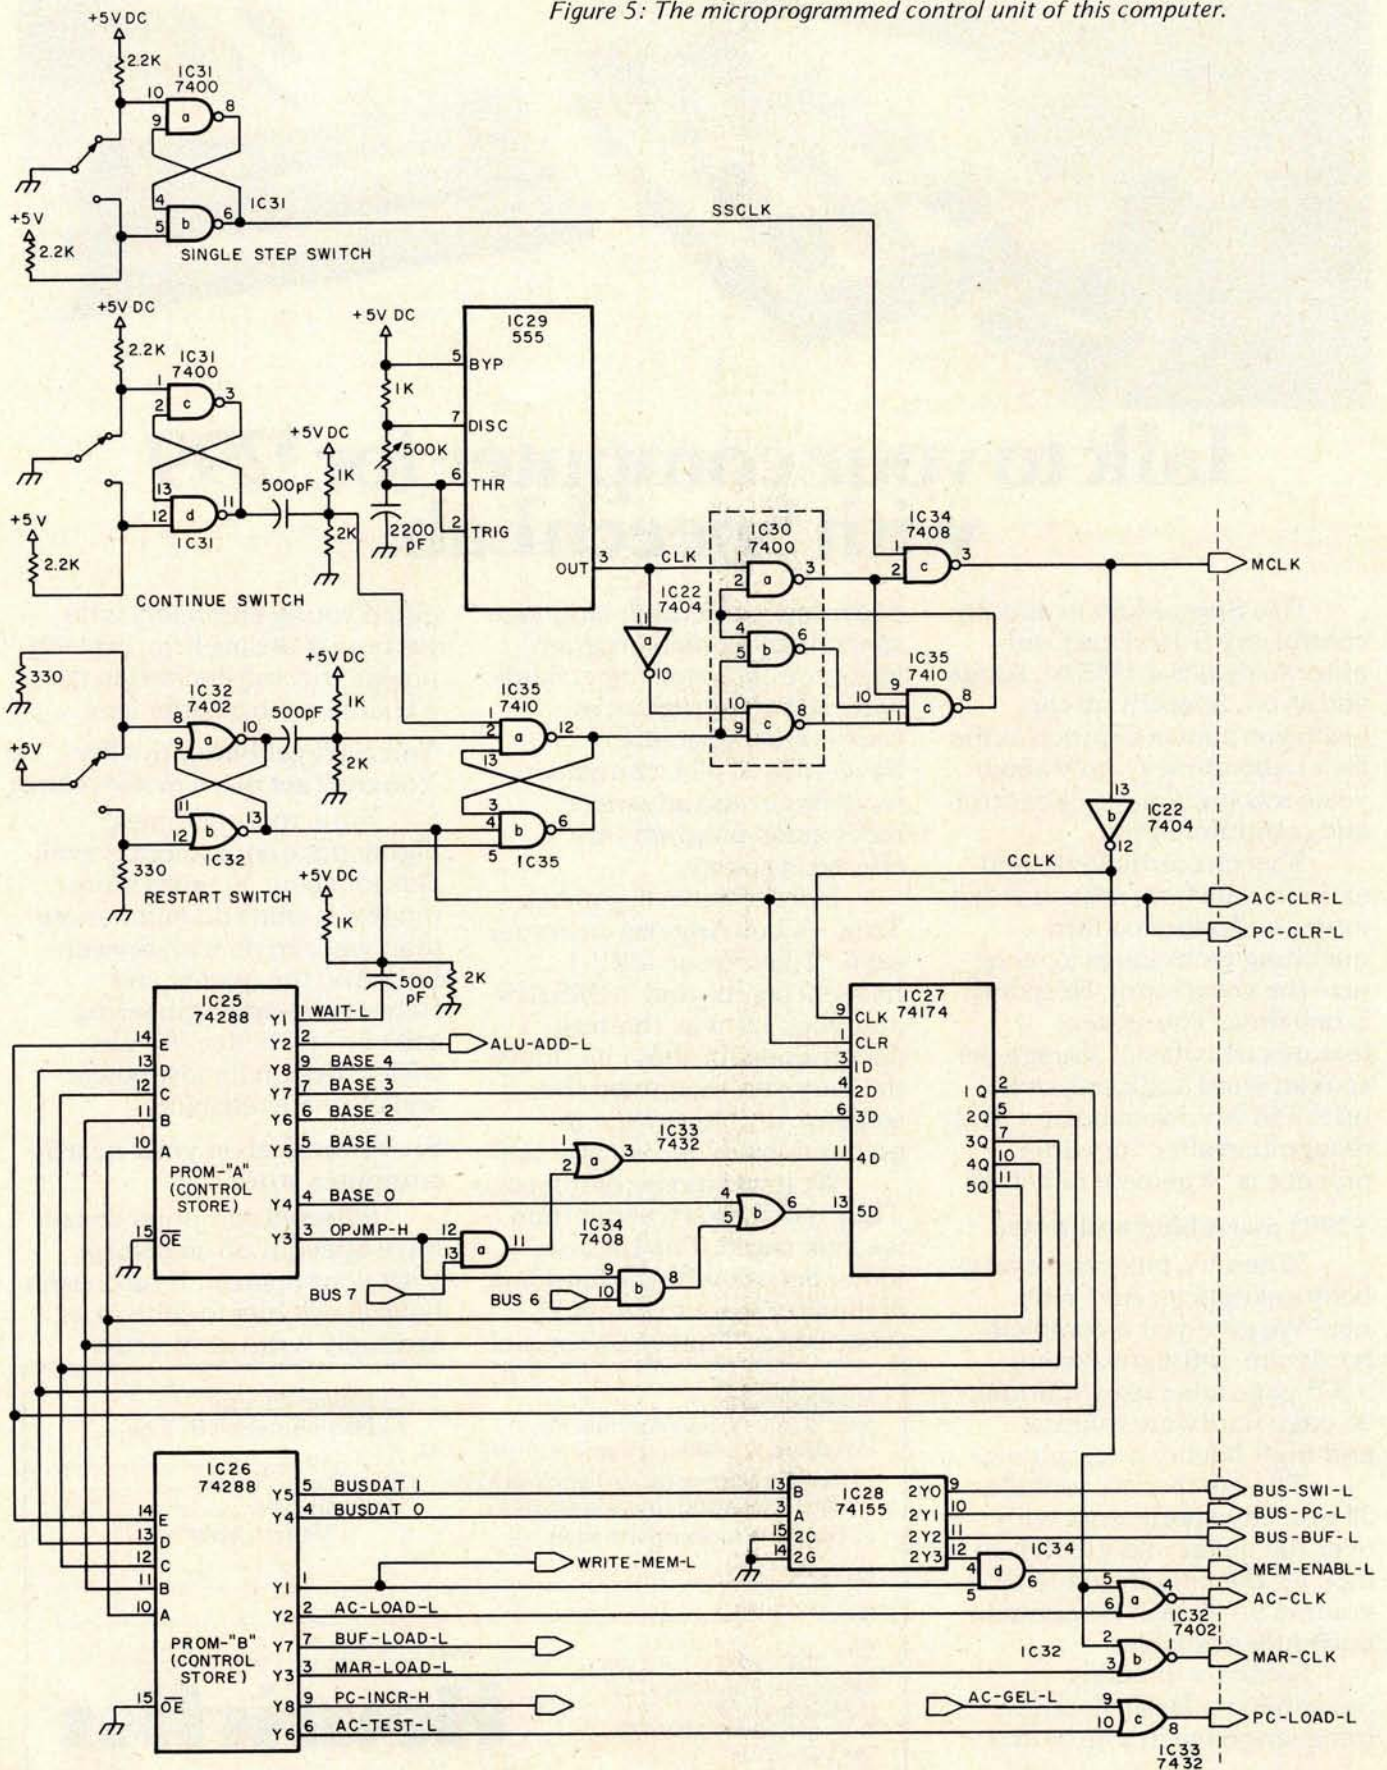 Figure 5: The microprogrammed control unit of this computer.
+5V DC
2.2K
IC31
7400
10
9
a
8
4
5
b
6
IC31
+5V
2.2K
SINGLE STEP SWITCH
SSCLK
+5V DC
2.2K
IC31
7400
1
2
c
3
13
12
d
11
IC31
500pF
+5V DC
1K
2K
+5V
2.2K
CONTINUE SWITCH
+5V DC
1K
500K
2200
pF
IC29
555
5 BYP
7 DISC
6 THR
2 TRIG
OUT 3
CLK
IC22
7404
11
a
10
IC30
7400
1
2
a
3
4
5
b
6
10
9
c
8
IC34
7408
1
2
c
3
MCLK
IC35
7410
9
10
11
c
8
330
+5V
IC32
7402
8
9
a
10
11
12
b
13
IC32
330
RESTART SWITCH
500pF
+5V DC
1K
2K
IC35
7410
1
2
13
a
12
3
4
5
b
6
IC35
13
b
12
IC22
7404
CCLK
AC-CLR-L
PC-CLR-L
+5V DC
1K
500
pF
2K
IC25
74288
14 E
13 D
12 C
11 B
10 A
PROM-"A"
(CONTROL
STORE)
15 OE
Y1 1 WAIT-L
Y2 2 ALU-ADD-L
Y8 9 BASE 4
Y7 7 BASE 3
Y6 6 BASE 2
Y5 5 BASE 1
Y4 4 BASE 0
Y3 3 OPJMP-H
IC33
7432
1
2
a
3
4
5
b
6
12
13
a
11
IC34
7408
9
10
b
8
BUS 7
BUS 6
IC27
74174
9 CLK
1 CLR
3 1D
4 2D
6 3D
11 4D
13 5D
1Q 2
2Q 5
3Q 7
4Q 10
5Q 11
IC26
74288
14 E
13 D
12 C
11 B
10 A
PROM-"B"
(CONTROL
STORE)
15 OE
Y5 5 BUSDAT 1
Y4 4 BUSDAT 0
Y1 1
WRITE-MEM-L
Y2 2 AC-LOAD-L
Y7 7 BUF-LOAD-L
Y3 3 MAR-LOAD-L
Y8 9 PC-INCR-H
Y6 6 AC-TEST-L
IC28
74155
13 B
3 A
15 2C
14 2G
2Y0 9
2Y1 10
2Y2 11
2Y3 12
BUS-SWI-L
BUS-PC-L
BUS-BUF-L
IC34
4
5
d
6
MEM-ENABL-L
5
6
a
4
AC-CLK
IC32
7402
IC32
2
3
b
1
MAR-CLK
AC-GEL-L
9
10
c
8
PC-LOAD-L
IC33
7432